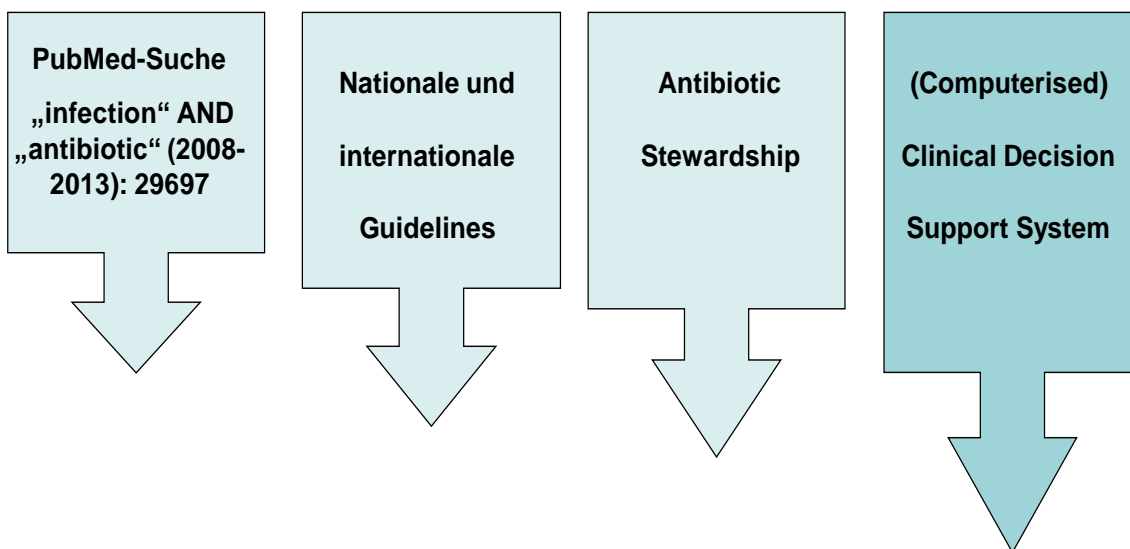 PubMed-Suche
„infection“ AND
„antibiotic“ (2008-
2013): 29697
Nationale und
internationale
Guidelines
Antibiotic
Stewardship
(Computerised)
Clinical Decision
Support System